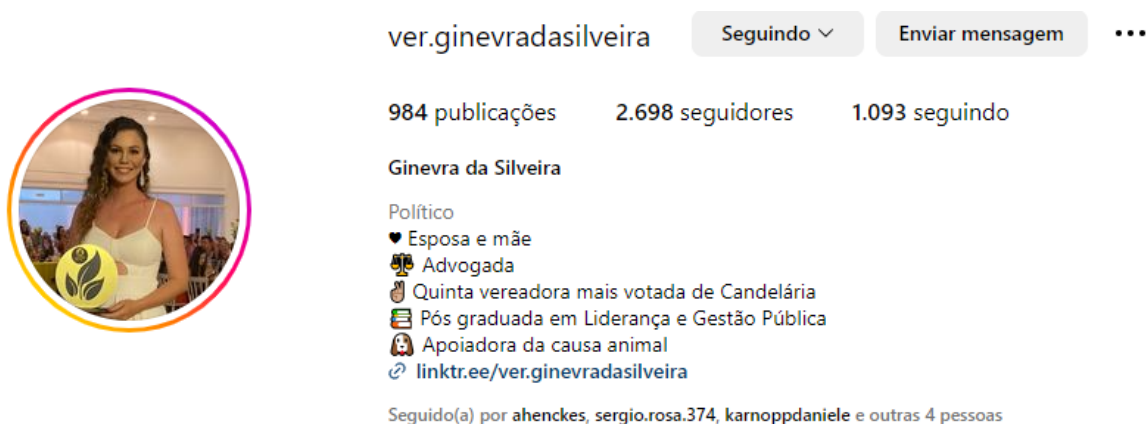 ver.ginevradasilveira Seguindo Enviar mensagem
984 publicações 2.698 seguidores 1.093 seguindo
Ginevra da Silveira
Político
♥ Esposa e mãe
⚖️ Advogada
✌🏽 Quinta vereadora mais votada de Candelária
📚 Pós graduada em Liderança e Gestão Pública
🐶 Apoiadora da causa animal
linktr.ee/ver.ginevradasilveira
Seguido(a) por ahenckes, sergio.rosa.374, karnoppdaniele e outras 4 pessoas